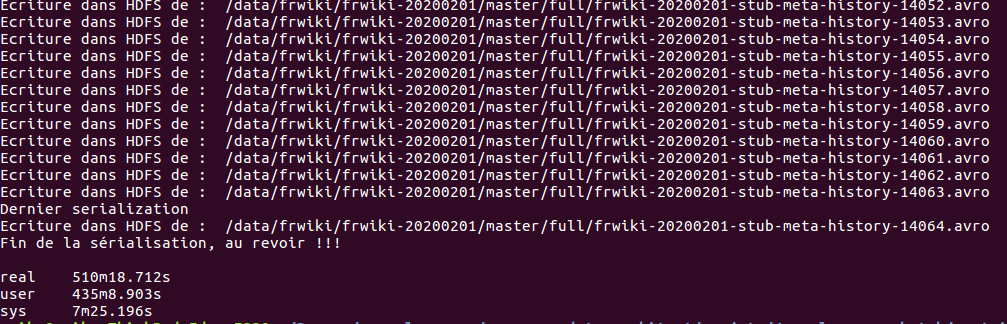 Ecriture dans HDFS de :  /data/frwiki/frwiki-20200201/master/full/frwiki-20200201-stub-meta-history-14052.avro
Ecriture dans HDFS de :  /data/frwiki/frwiki-20200201/master/full/frwiki-20200201-stub-meta-history-14053.avro
Ecriture dans HDFS de :  /data/frwiki/frwiki-20200201/master/full/frwiki-20200201-stub-meta-history-14054.avro
Ecriture dans HDFS de :  /data/frwiki/frwiki-20200201/master/full/frwiki-20200201-stub-meta-history-14055.avro
Ecriture dans HDFS de :  /data/frwiki/frwiki-20200201/master/full/frwiki-20200201-stub-meta-history-14056.avro
Ecriture dans HDFS de :  /data/frwiki/frwiki-20200201/master/full/frwiki-20200201-stub-meta-history-14057.avro
Ecriture dans HDFS de :  /data/frwiki/frwiki-20200201/master/full/frwiki-20200201-stub-meta-history-14058.avro
Ecriture dans HDFS de :  /data/frwiki/frwiki-20200201/master/full/frwiki-20200201-stub-meta-history-14059.avro
Ecriture dans HDFS de :  /data/frwiki/frwiki-20200201/master/full/frwiki-20200201-stub-meta-history-14060.avro
Ecriture dans HDFS de :  /data/frwiki/frwiki-20200201/master/full/frwiki-20200201-stub-meta-history-14061.avro
Ecriture dans HDFS de :  /data/frwiki/frwiki-20200201/master/full/frwiki-20200201-stub-meta-history-14062.avro
Ecriture dans HDFS de :  /data/frwiki/frwiki-20200201/master/full/frwiki-20200201-stub-meta-history-14063.avro
Dernier serialization
Ecriture dans HDFS de :  /data/frwiki/frwiki-20200201/master/full/frwiki-20200201-stub-meta-history-14064.avro
Fin de la sérialisation, au revoir !!!
real    510m18.712s
user    435m8.903s
sys     7m25.196s